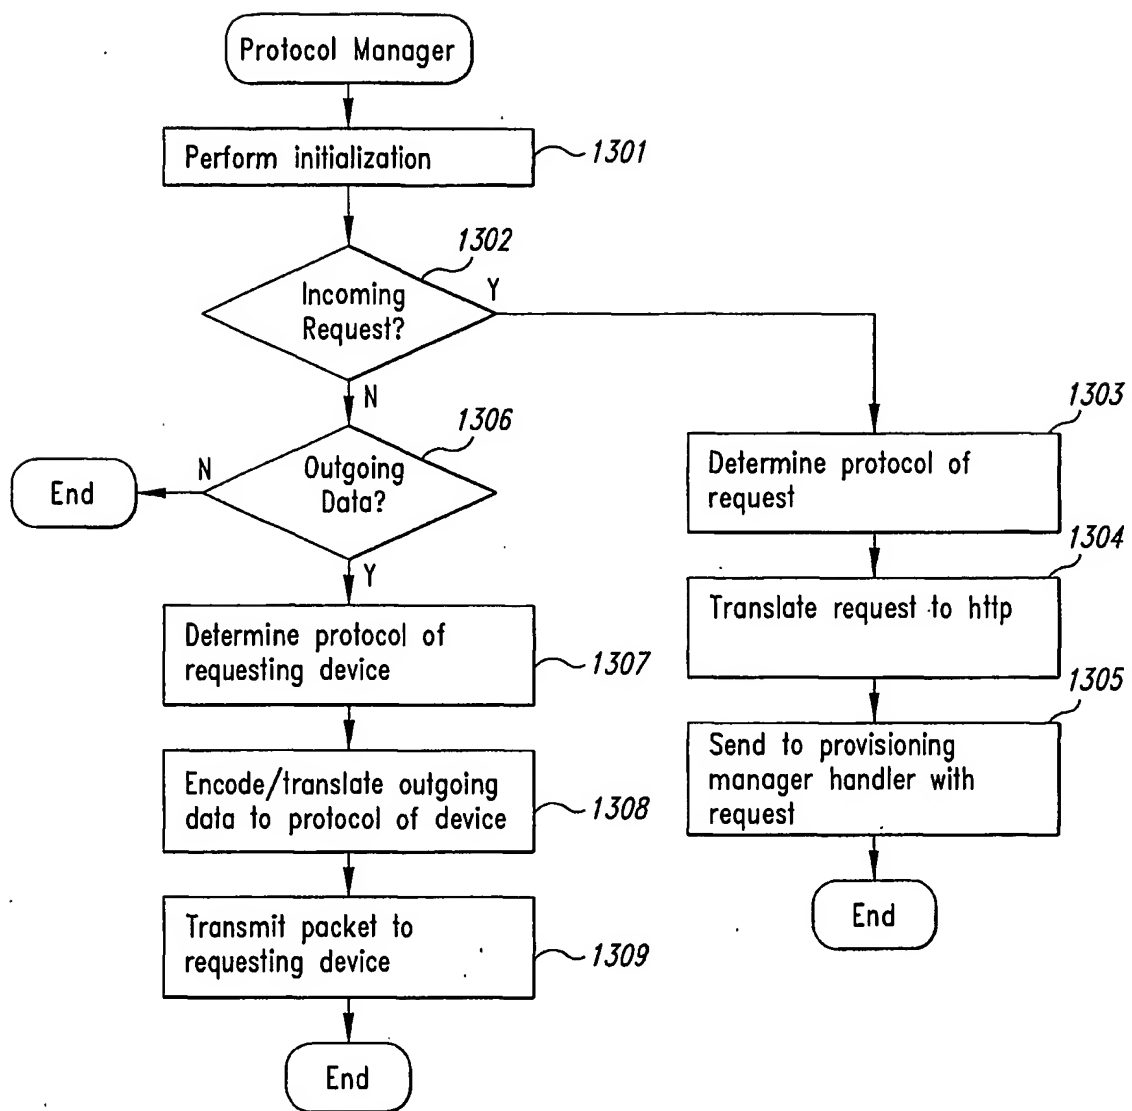 Protocol Manager
Perform initialization
1301
1302
Incoming
Request?
Y
N
1306
Outgoing
Data?
N
End
Y
Determine protocol of
requesting device
1307
Encode/translate outgoing
data to protocol of device
1308
Transmit packet to
requesting device
1309
End
1303
Determine protocol of
request
1304
Translate request to http
1305
Send to provisioning
manager handler with
request
End